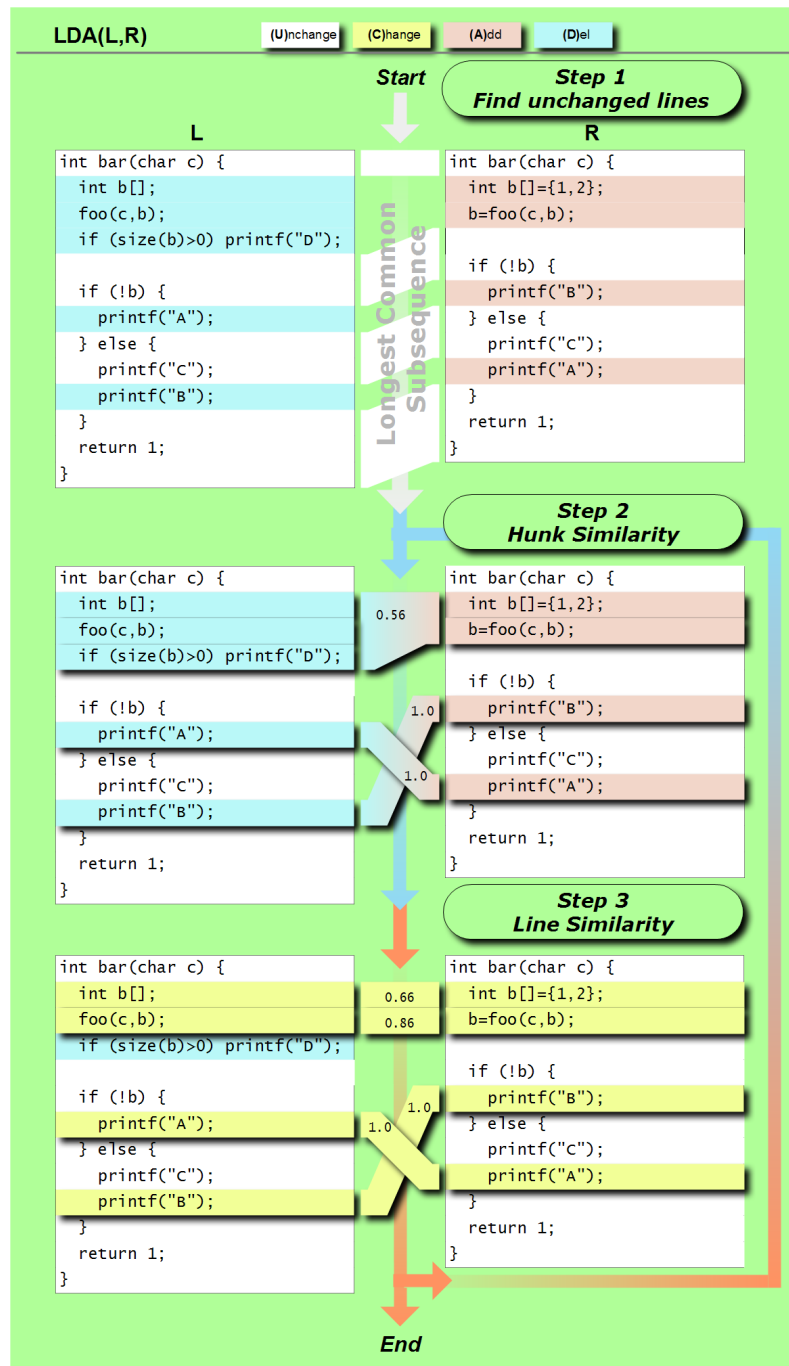 LDA(L,R)
(U)nchange
(C)hange
(A)dd
(D)el
Start
Step 1
Find unchanged lines
L
R
int bar(char c) {
int b[];
foo(c,b);
if (size(b)>0) printf("D");
if (!b) {
printf("A");
} else {
printf("C");
printf("B");
}
return 1;
}
Longest Common
Subsequence
int bar(char c) {
int b[]={1,2};
b=foo(c,b);
if (!b) {
printf("B");
} else {
printf("C");
printf("A");
}
return 1;
}
Step 2
Hunk Similarity
int bar(char c) {
int b[];
foo(c,b);
if (size(b)>0) printf("D");
if (!b) {
printf("A");
} else {
printf("C");
printf("B");
}
return 1;
}
0.56
1.0
1.0
int bar(char c) {
int b[]={1,2};
b=foo(c,b);
if (!b) {
printf("B");
} else {
printf("C");
printf("A");
}
return 1;
}
Step 3
Line Similarity
int bar(char c) {
int b[];
foo(c,b);
if (size(b)>0) printf("D");
if (!b) {
printf("A");
} else {
printf("C");
printf("B");
}
return 1;
}
0.66
0.86
1.0
1.0
int bar(char c) {
int b[]={1,2};
b=foo(c,b);
if (!b) {
printf("B");
} else {
printf("C");
printf("A");
}
return 1;
}
End